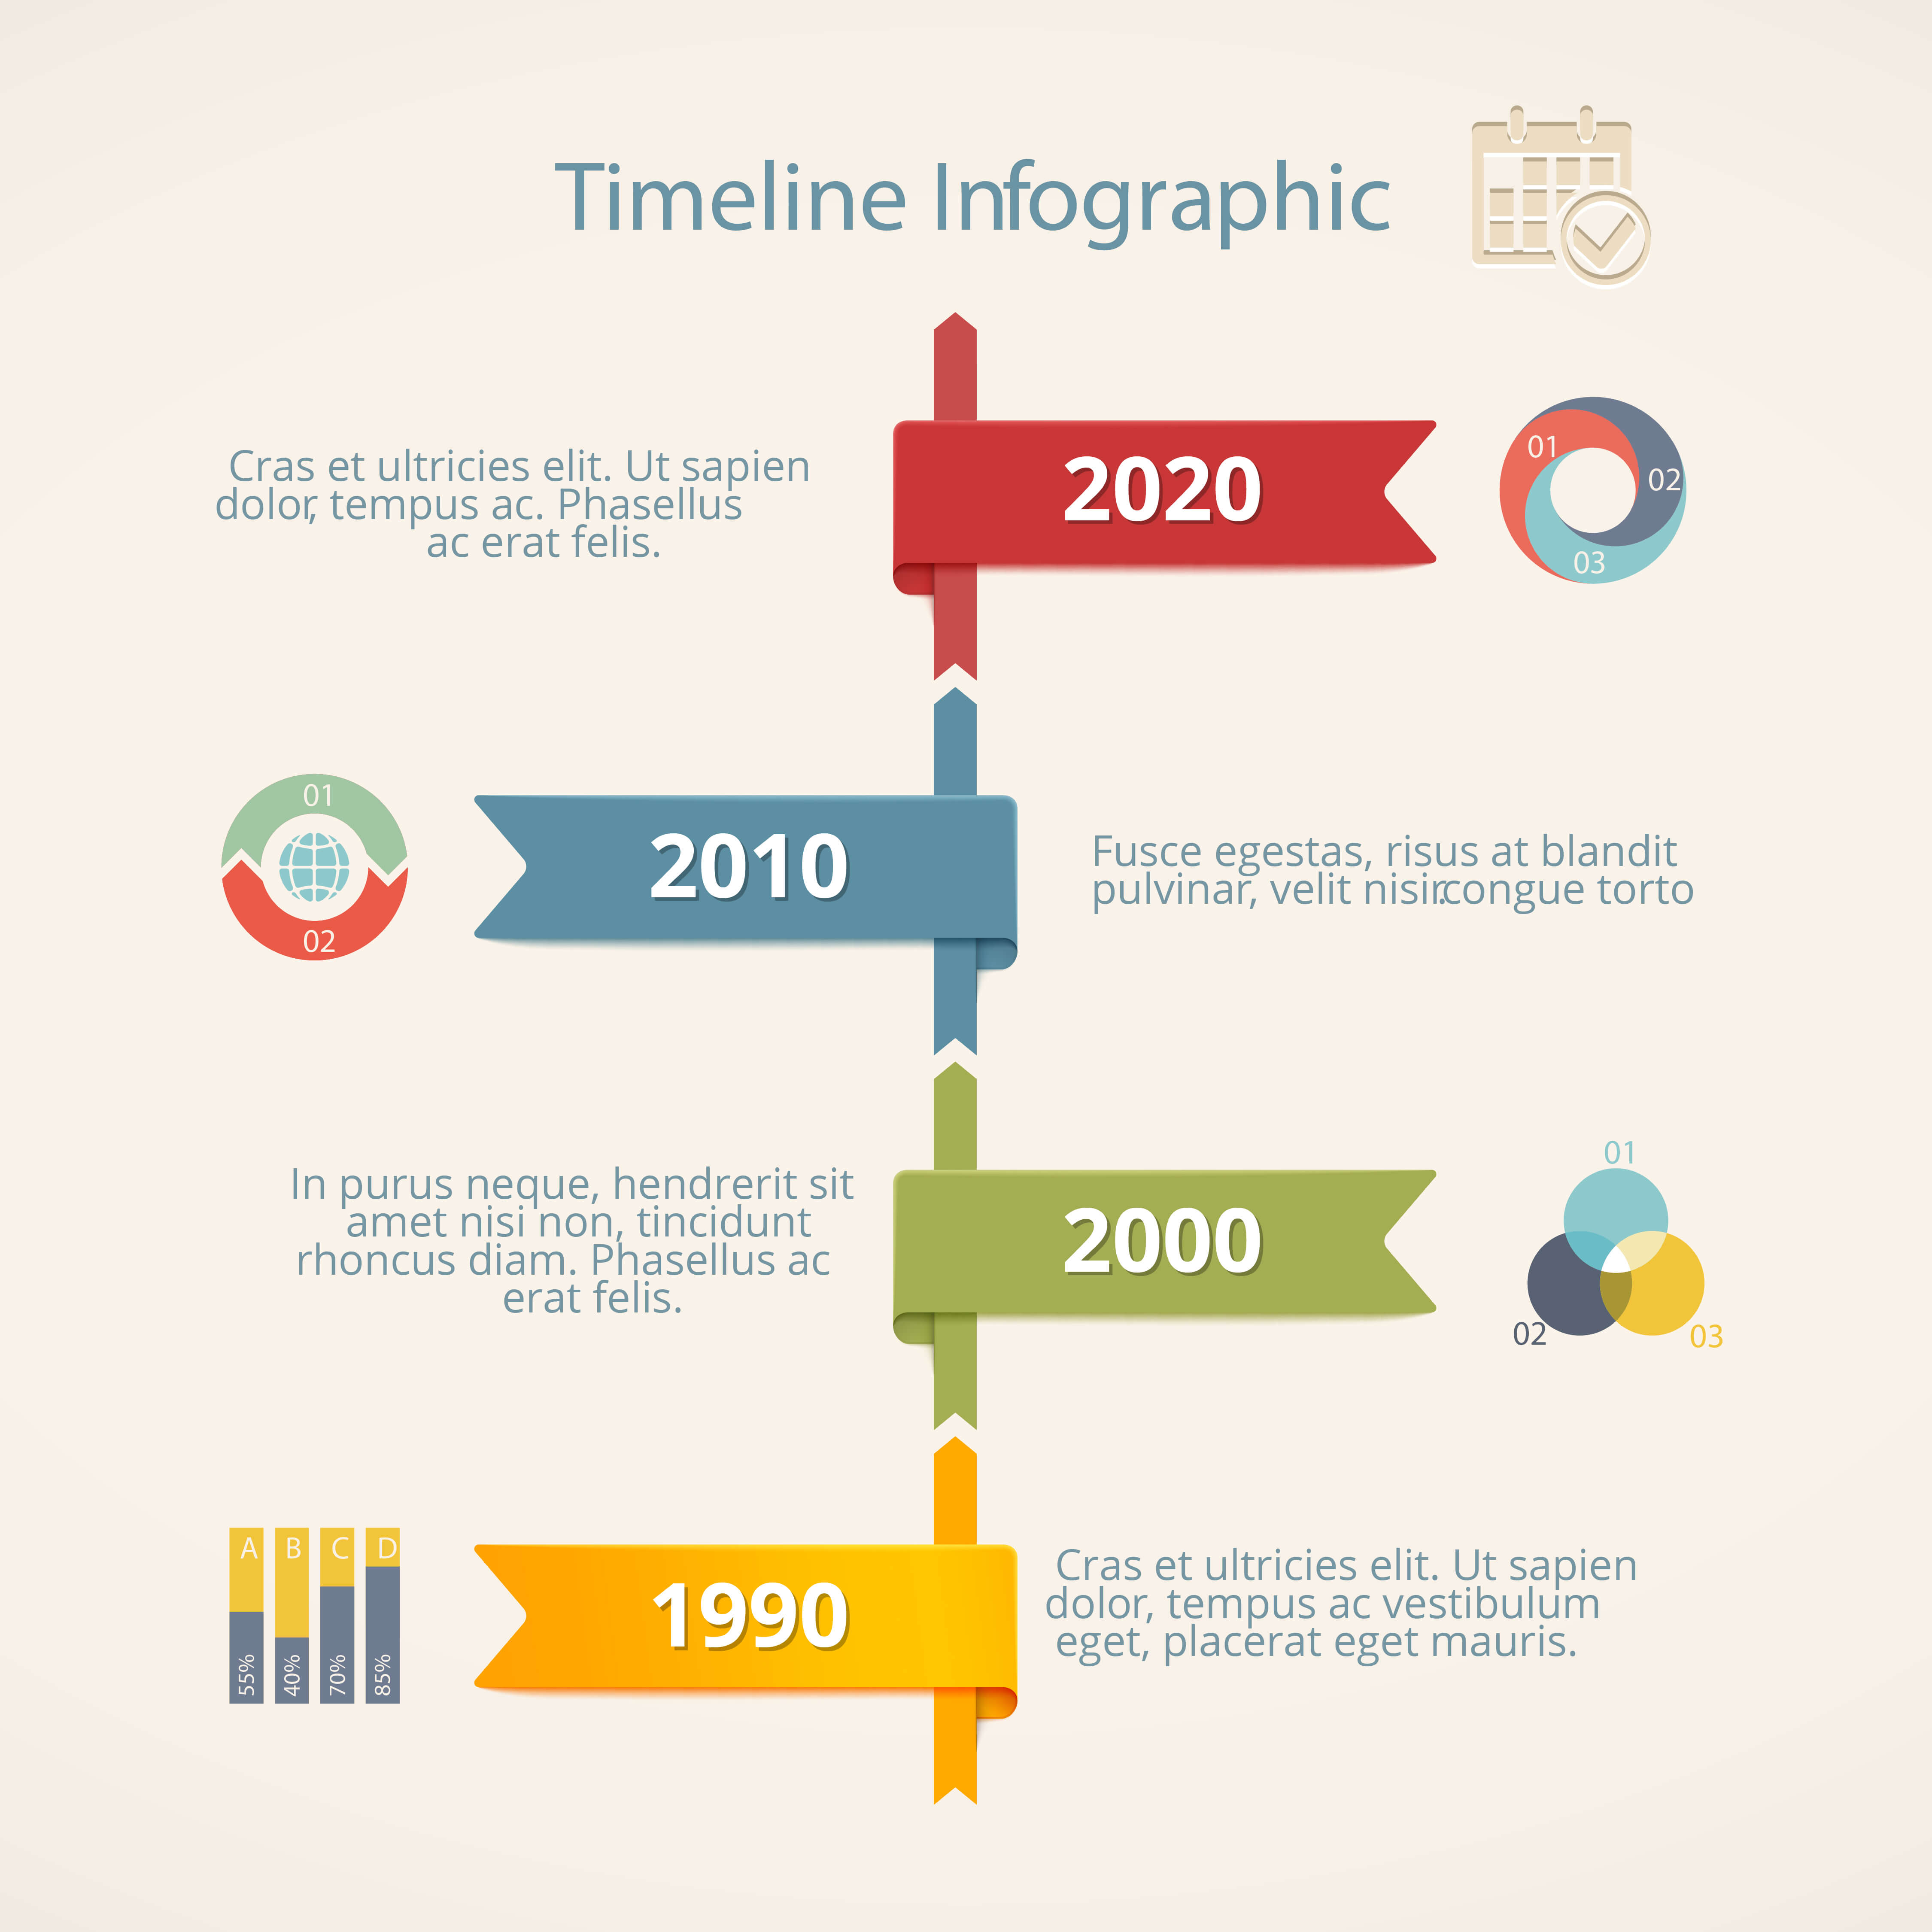 Timeline Infographic
Cras et ultricies elit. Ut sapien
dolor, tempus ac. Phasellus
ac erat felis.
2020
01
02
03
01
02
2010
Fusce egestas, risus at blandit
pulvinar, velit nisir.congue torto
In purus neque, hendrerit sit
amet nisi non, tincidunt
rhoncus diam. Phasellus ac
erat felis.
2000
01
02
03
A B C D
55% 40% 70% 85%
1990
Cras et ultricies elit. Ut sapien
dolor, tempus ac vestibulum
eget, placerat eget mauris.